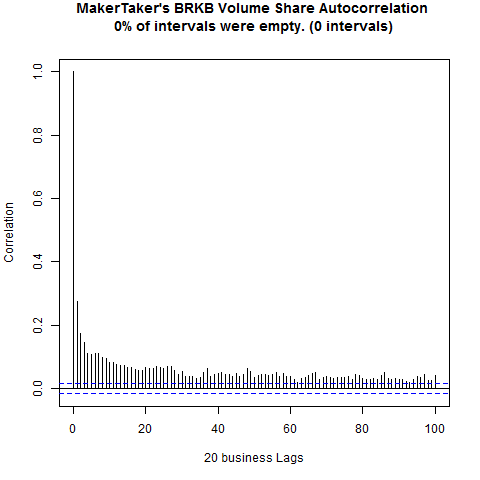 MakerTaker's BRKB Volume Share Autocorrelation
0% of intervals were empty. (0 intervals)
Correlation
1.0
0.8
0.6
0.4
0.2
0.0
0 20 40 60 80 100
20 business Lags